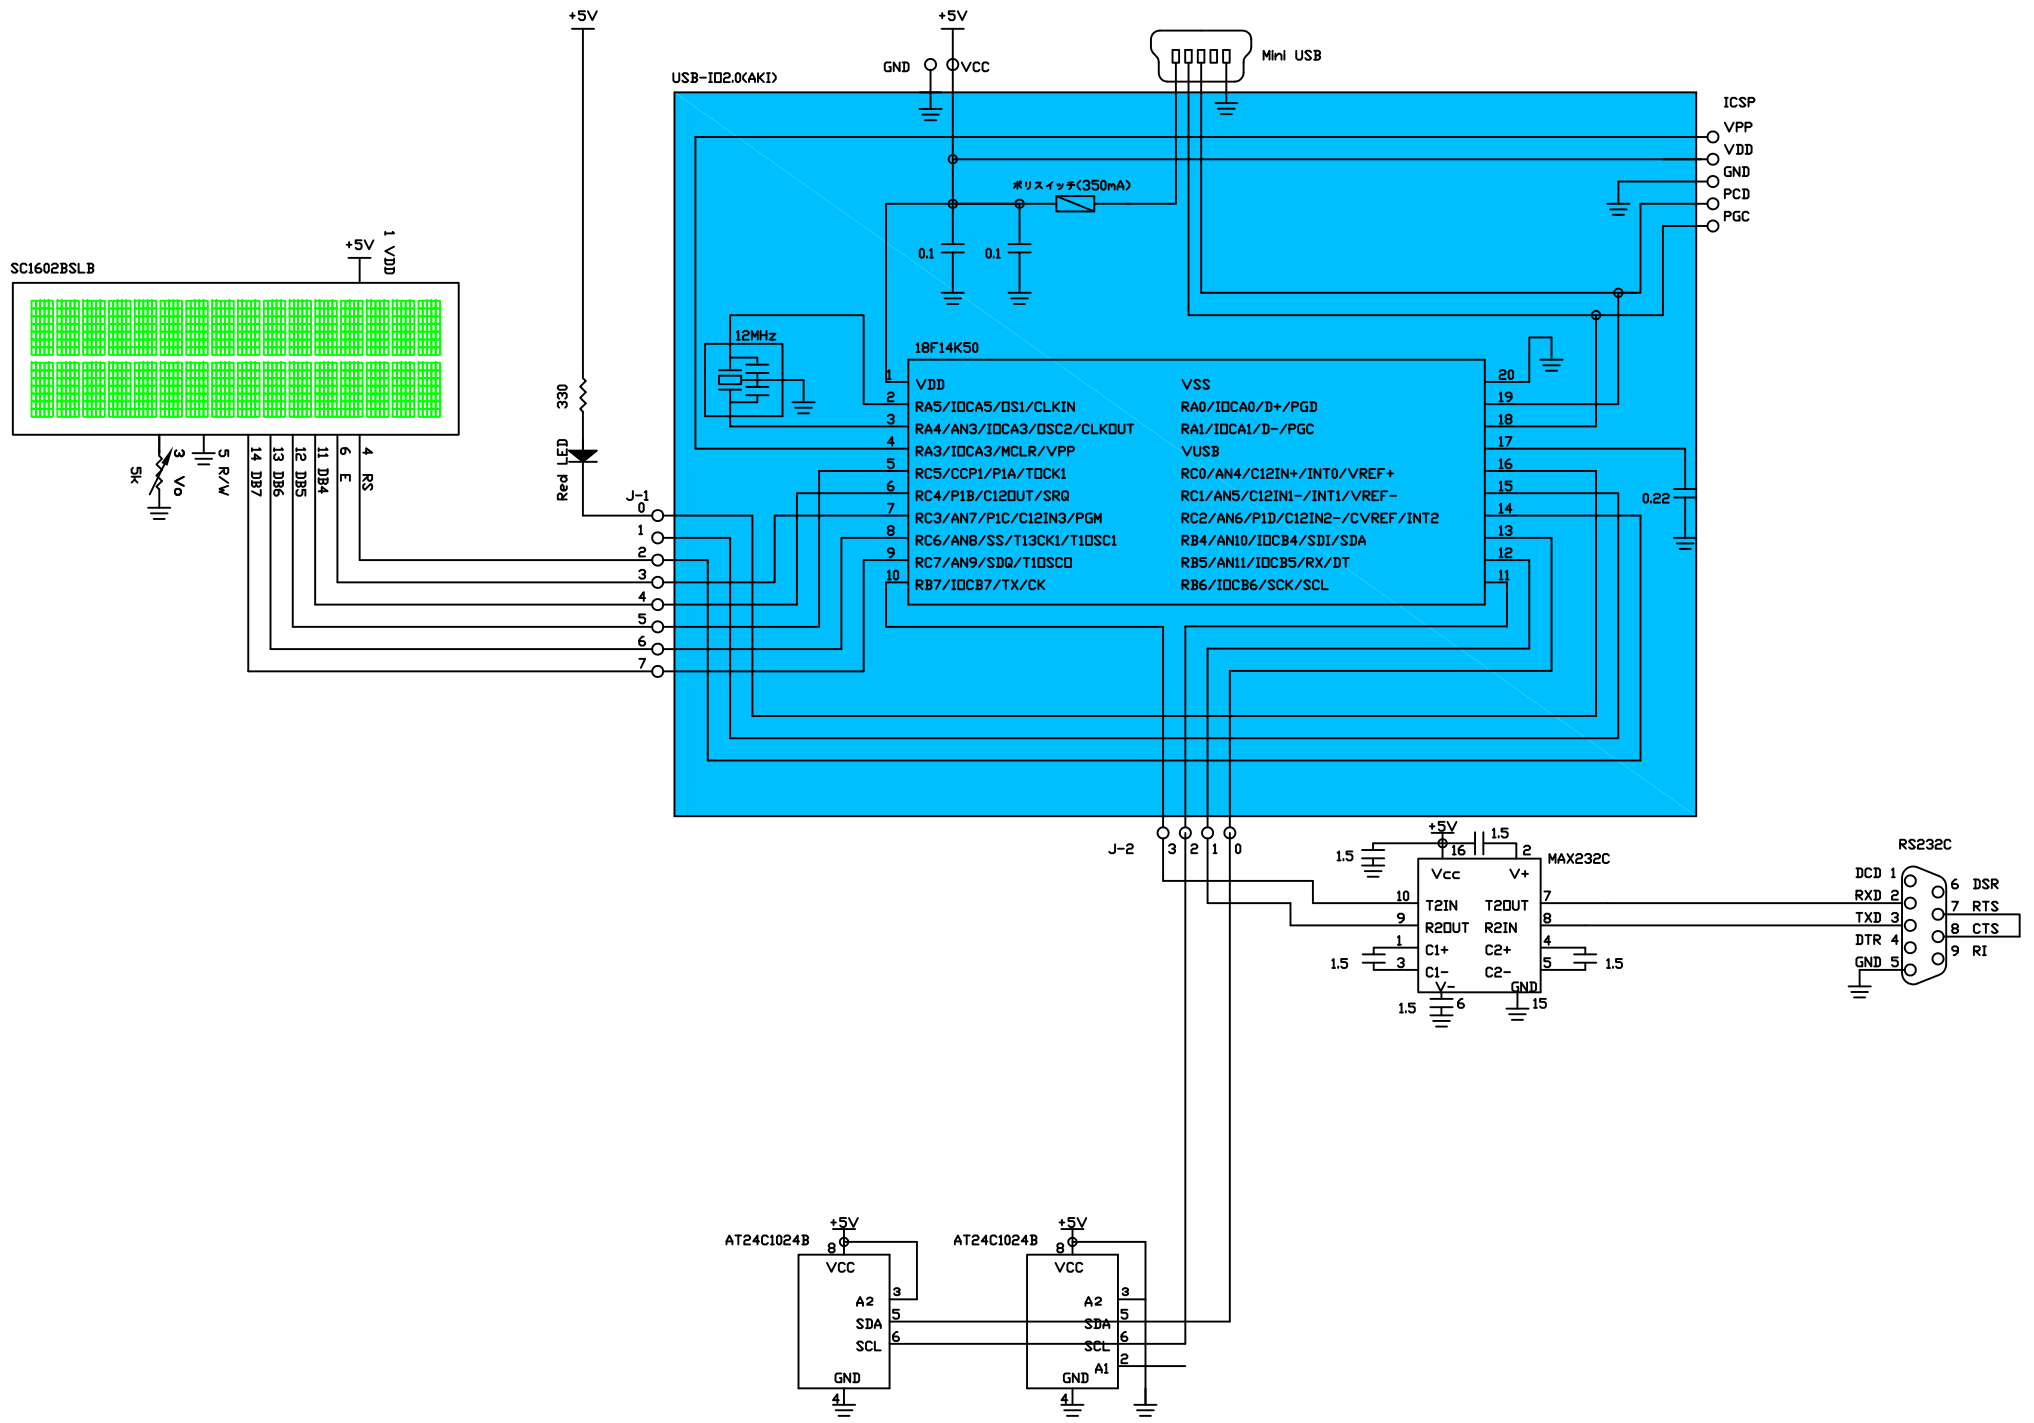 +5V
+5V
Mini USB
GND
VCC
USB-IO2.0(AKI)
ICSP
VPP
VDD
GND
PCD
PGC
ポリスイッチ(350mA)
0.1
0.1
+5V
1 VDD
SC1602BSLB
12MHz
18F14K50
1
VDD
VSS
20
2
RA5/IOCA5/OS1/CLKIN
RA0/IOCA0/D+/PGD
19
3
RA4/AN3/IOCA3/OSC2/CLKOUT
RA1/IOCA1/D-/PGC
18
4
RA3/IOCA3/MCLR/VPP
VUSB
17
5
RC5/CCP1/P1A/TOCK1
RC0/AN4/C12IN+/INT0/VREF+
16
6
RC4/P1B/C12OUT/SRQ
RC1/AN5/C12IN1-/INT1/VREF-
15
7
RC3/AN7/P1C/C12IN3/PGM
RC2/AN6/P1D/C12IN2-/CVREF/INT2
14
8
RC6/AN8/SS/T13CK1/T1OSC1
RB4/AN10/IOCB4/SDI/SDA
13
9
RC7/AN9/SDQ/T1OSCO
RB5/AN11/IOCB5/RX/DT
12
10
RB7/IOCB7/TX/CK
RB6/IOCB6/SCK/SCL
11
0.22
330
Red LED
5k
3 Vo
5 R/W
14 DB7
13 DB6
12 DB5
11 DB4
6 E
4 RS
J-1
0
1
2
3
4
5
6
7
J-2
3
2
1
0
+5V
1.5
1.5
16
2
MAX232C
Vcc
V+
10
T2IN
T2OUT
7
9
R2OUT
R2IN
8
1
C1+
C2+
4
1.5
1.5
3
C1-
C2-
5
V-
GND
1.5
6
15
RS232C
DCD 1
6 DSR
RXD 2
7 RTS
TXD 3
8 CTS
DTR 4
9 RI
GND 5
+5V
AT24C1024B
8
VCC
A2
3
SDA
5
SCL
6
GND
4
+5V
AT24C1024B
8
VCC
A2
3
SDA
5
SCL
6
A1
2
GND
4